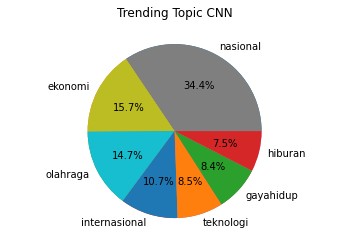 Trending Topic CNN
nasional
34.4%
ekonomi
15.7%
olahraga
14.7%
internasional
10.7%
teknologi
8.5%
gayahidup
8.4%
hiburan
7.5%